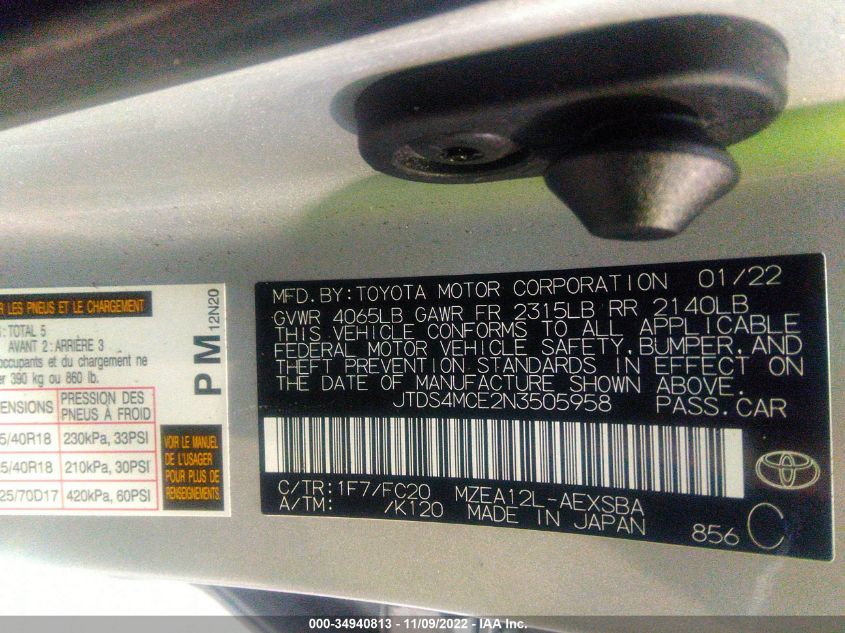 R LES PNEUS ET LE CHARGEMENT
TOTAL 5
AVANT 2: ARRIÈRE 3
occupants et du chargement ne
er 390 kg ou 860 lb.
ENSIONS
PRESSION DES
PNEUS À FROID
5/40R18
230kPa, 33PSI
5/40R18
210kPa, 30PSI
25/70D17
420kPa, 60PSI
VOIR LE MANUEL
DE L'USAGER
POUR PLUS DE
RENSEIGNEMENTS
P M 12N20
MFD.BY:TOYOTA MOTOR CORPORATION 01/22
GVWR 4065LB GAWR FR 2315LB RR 2140LB
THIS VEHICLE CONFORMS TO ALL APPLICABLE
FEDERAL MOTOR VEHICLE SAFETY,BUMPER,AND
THEFT PREVENTION STANDARDS IN EFFECT ON
THE DATE OF MANUFACTURE SHOWN ABOVE.
JTDS4MCE2N3505958 PASS.CAR
C/TR:1F7/FC20 MZEA12L-AEXSBA
A/TM: /K120 MADE IN JAPAN
856 C
000-34940813 - 11/09/2022 - IAA Inc.